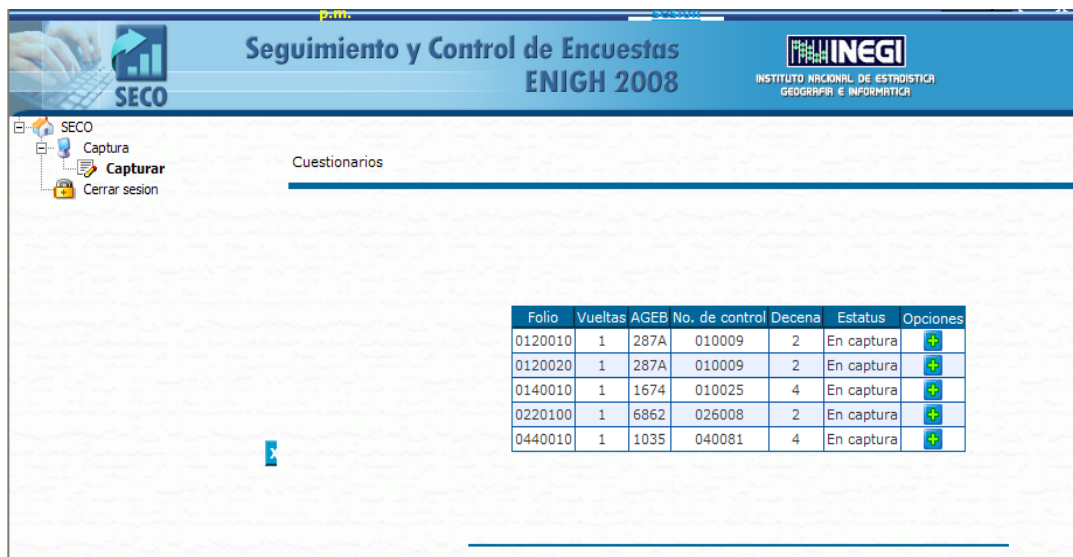 p.m.
SECO
Seguimiento y Control de Encuestas
ENIGH 2008
INEGI
INSTITUTO NACIONAL DE ESTADISTICA
GEOGRAFIA E INFORMATICA
SECO
Captura
Capturar
Cerrar sesion
Cuestionarios
Folio Vueltas AGEB No. de control Decena Estatus Opciones
0120010 1 287A 010009 2 En captura
0120020 1 287A 010009 2 En captura
0140010 1 1674 010025 4 En captura
0220100 1 6862 026008 2 En captura
0440010 1 1035 040081 4 En captura
X